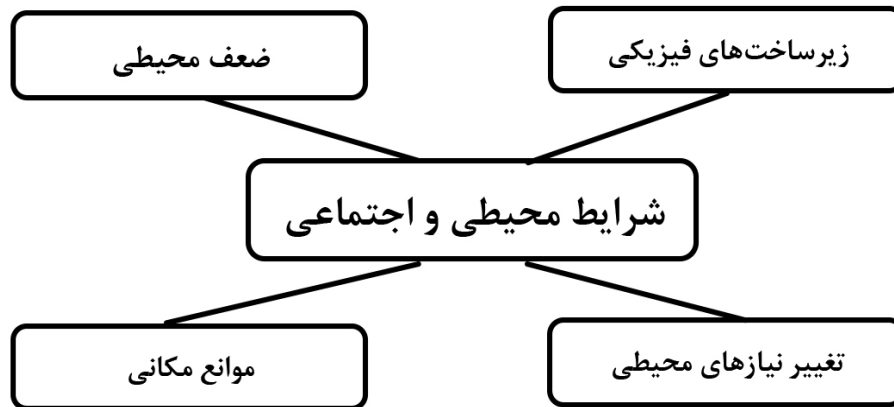 زیرساخت‌های فیزیکی
ضعف محیطی
شرایط محیطی و اجتماعی
تغییر نیازهای محیطی
موانع مکانی